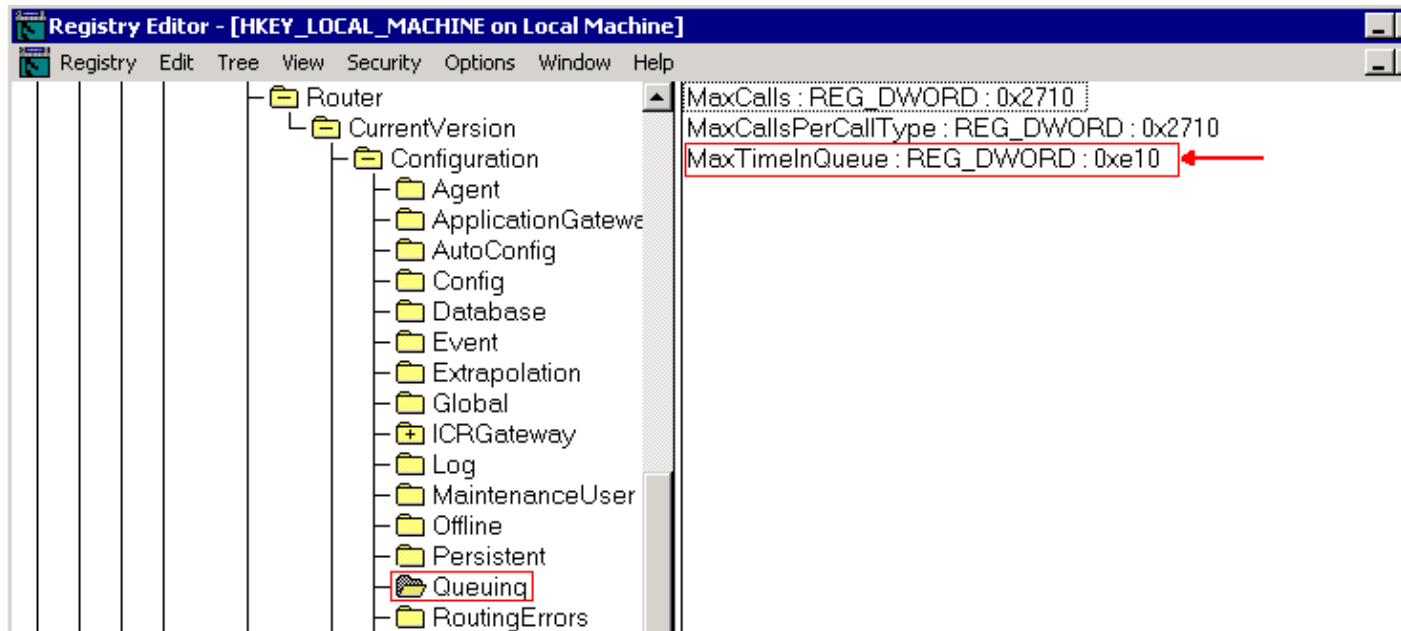 Registry Editor - [HKEY_LOCAL_MACHINE on Local Machine]
Registry Edit Tree View Security Options Window Help
Router
CurrentVersion
Configuration
Agent
ApplicationGatewa
AutoConfig
Config
Database
Event
Extrapolation
Global
ICRGateway
Log
MaintenanceUser
Offline
Persistent
Queuing
RoutingErrors
MaxCalls : REG_DWORD : 0x2710
MaxCallsPerCallType : REG_DWORD : 0x2710
MaxTimeInQueue : REG_DWORD : 0xe10